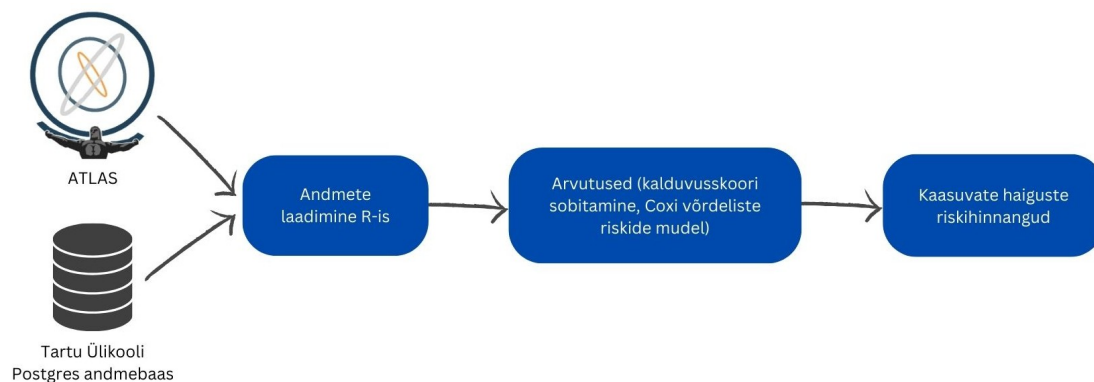 ATLAS
Tartu Ülikooli
Postgres andmebaas
Andmete
laadimine R-is
Arvutused (kalduvusskoori
sobitamine, Coxi võrdeliste
riskide mudel)
Kaasuvate haiguste
riskihinnangud